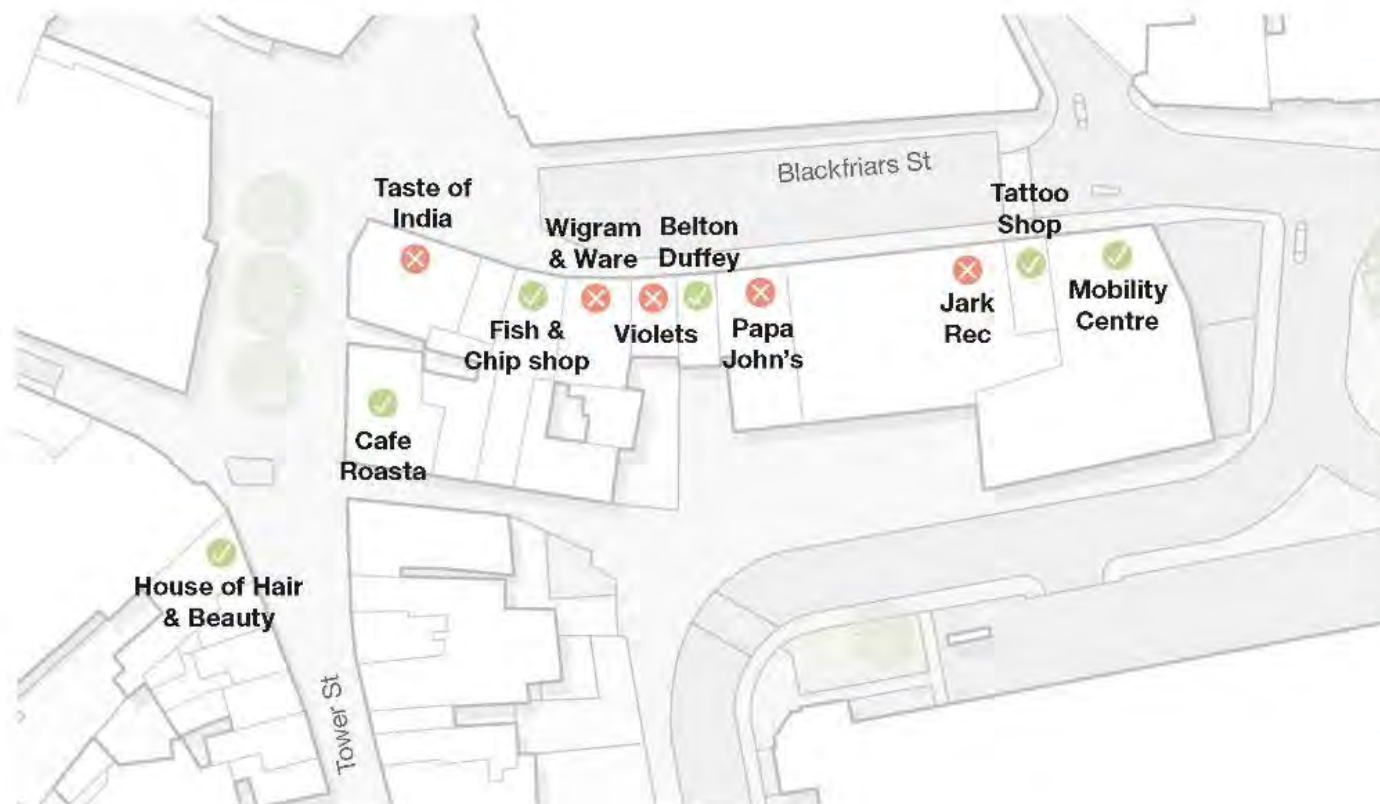 Blackfriars St
Taste of
India
Wigram
& Ware
Belton
Duffey
Tattoo
Shop
Fish &
Chip shop
Violets
Papa
John's
Jark
Rec
Mobility
Centre
Cafe
Roasta
House of Hair
& Beauty
Tower St